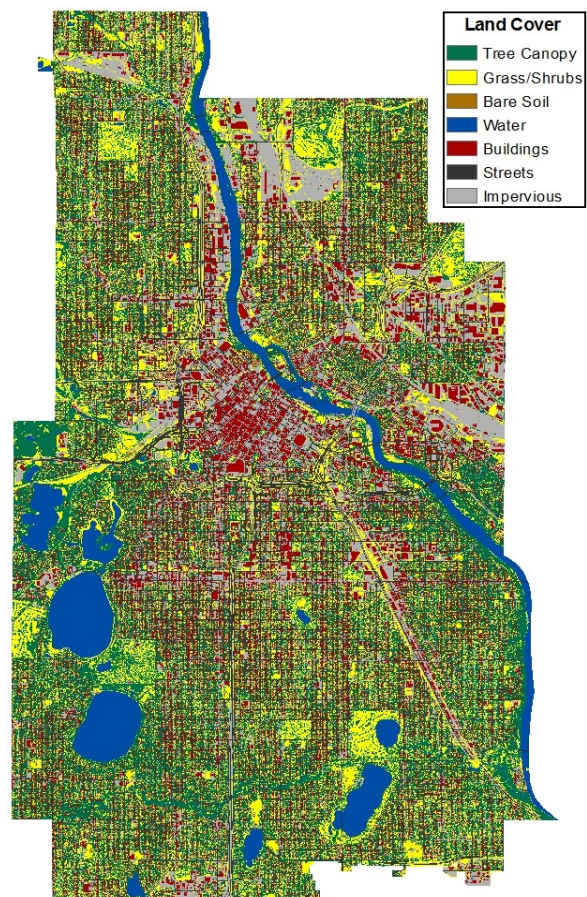 Land Cover
Tree Canopy
Grass/Shrubs
Bare Soil
Water
Buildings
Streets
Impervious